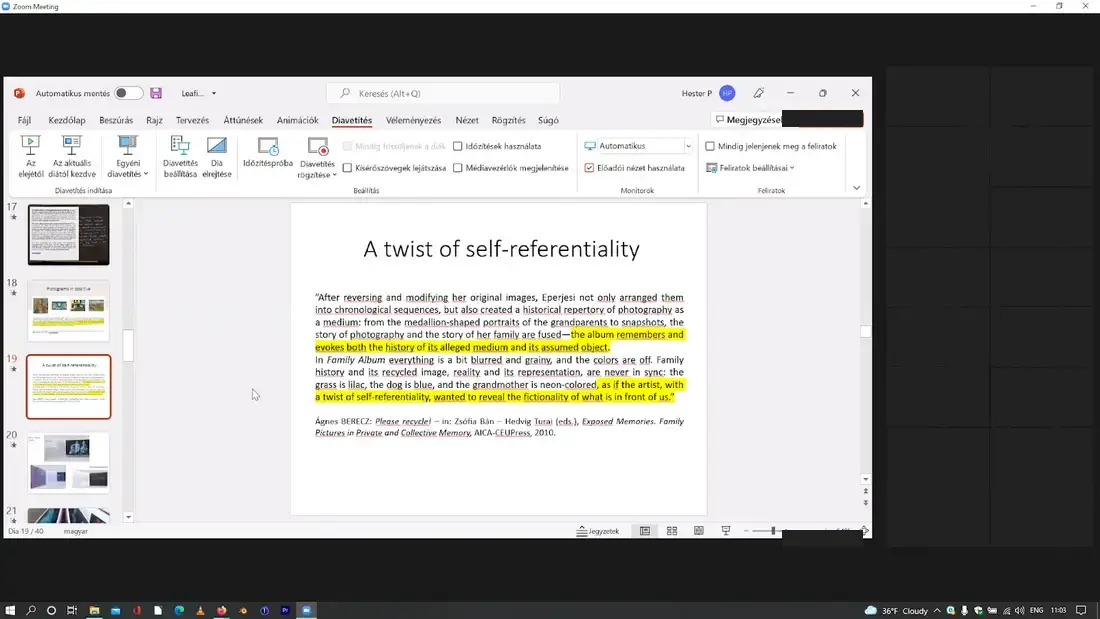 Zoom Meeting
Automatikus mentés
Leafi...
Keresés (Alt+Q)
Hester P
HP
Fájl Kezdőlap Beszúrás Rajz Tervezés Áttűnések Animációk Diavetítés Véleményezés Nézet Rögzítés Súgó
Megjegyzések
Az elejétől
Az aktuális diától kezdve
Egyéni diavetítés
Diavetítés indítása
Diavetítés beállítása
Dia elrejtése
Időzítéspróba
Diavetítés rögzítése
Mindig frissüljenek a diák
Kísérőszövegek lejátszása
Időzítések használata
Médiavezérlők megjelenítése
Beállítás
Automatikus
Előadói nézet használata
Monitorok
Mindig jelenjenek meg a feliratok
Feliratok beállításai
Feliratok
17
18
19
A twist of self-referentiality
20
21
A twist of self-referentiality
"After reversing and modifying her original images, Eperjesi not only arranged them
into chronological sequences, but also created a historical repertory of photography as
a medium: from the medallion-shaped portraits of the grandparents to snapshots, the
story of photography and the story of her family are fused—the album remembers and
evokes both the history of its alleged medium and its assumed object.
In Family Album everything is a bit blurred and grainy, and the colors are off. Family
history and its recycled image, reality and its representation, are never in sync: the
grass is lilac, the dog is blue, and the grandmother is neon-colored, as if the artist, with
a twist of self-referentiality, wanted to reveal the fictionality of what is in front of us."
Ágnes BERECZ: Please recycle! – in: Zsófia Bán – Hedvig Turai (eds.), Exposed Memories. Family
Pictures in Private and Collective Memory, AICA-CEUPress, 2010.
Dia 19 / 40
magyar
Jegyzetek
36°F Cloudy
ENG
11:03